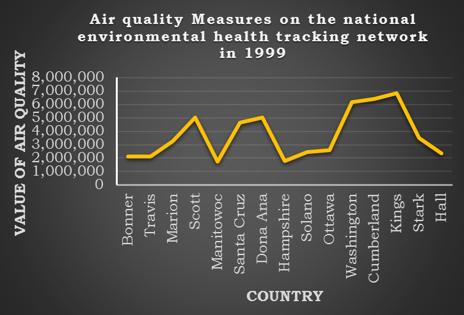 Air quality Measures on the national
environmental health tracking network
in 1999
VALUE OF AIR QUALITY
8,000,000
7,000,000
6,000,000
5,000,000
4,000,000
3,000,000
2,000,000
1,000,000
0
Bonner
Travis
Marion
Scott
Manitowoc
Santa Cruz
Dona Ana
Hampshire
Solano
Ottawa
Washington
Cumberland
Kings
Stark
Hall
COUNTRY